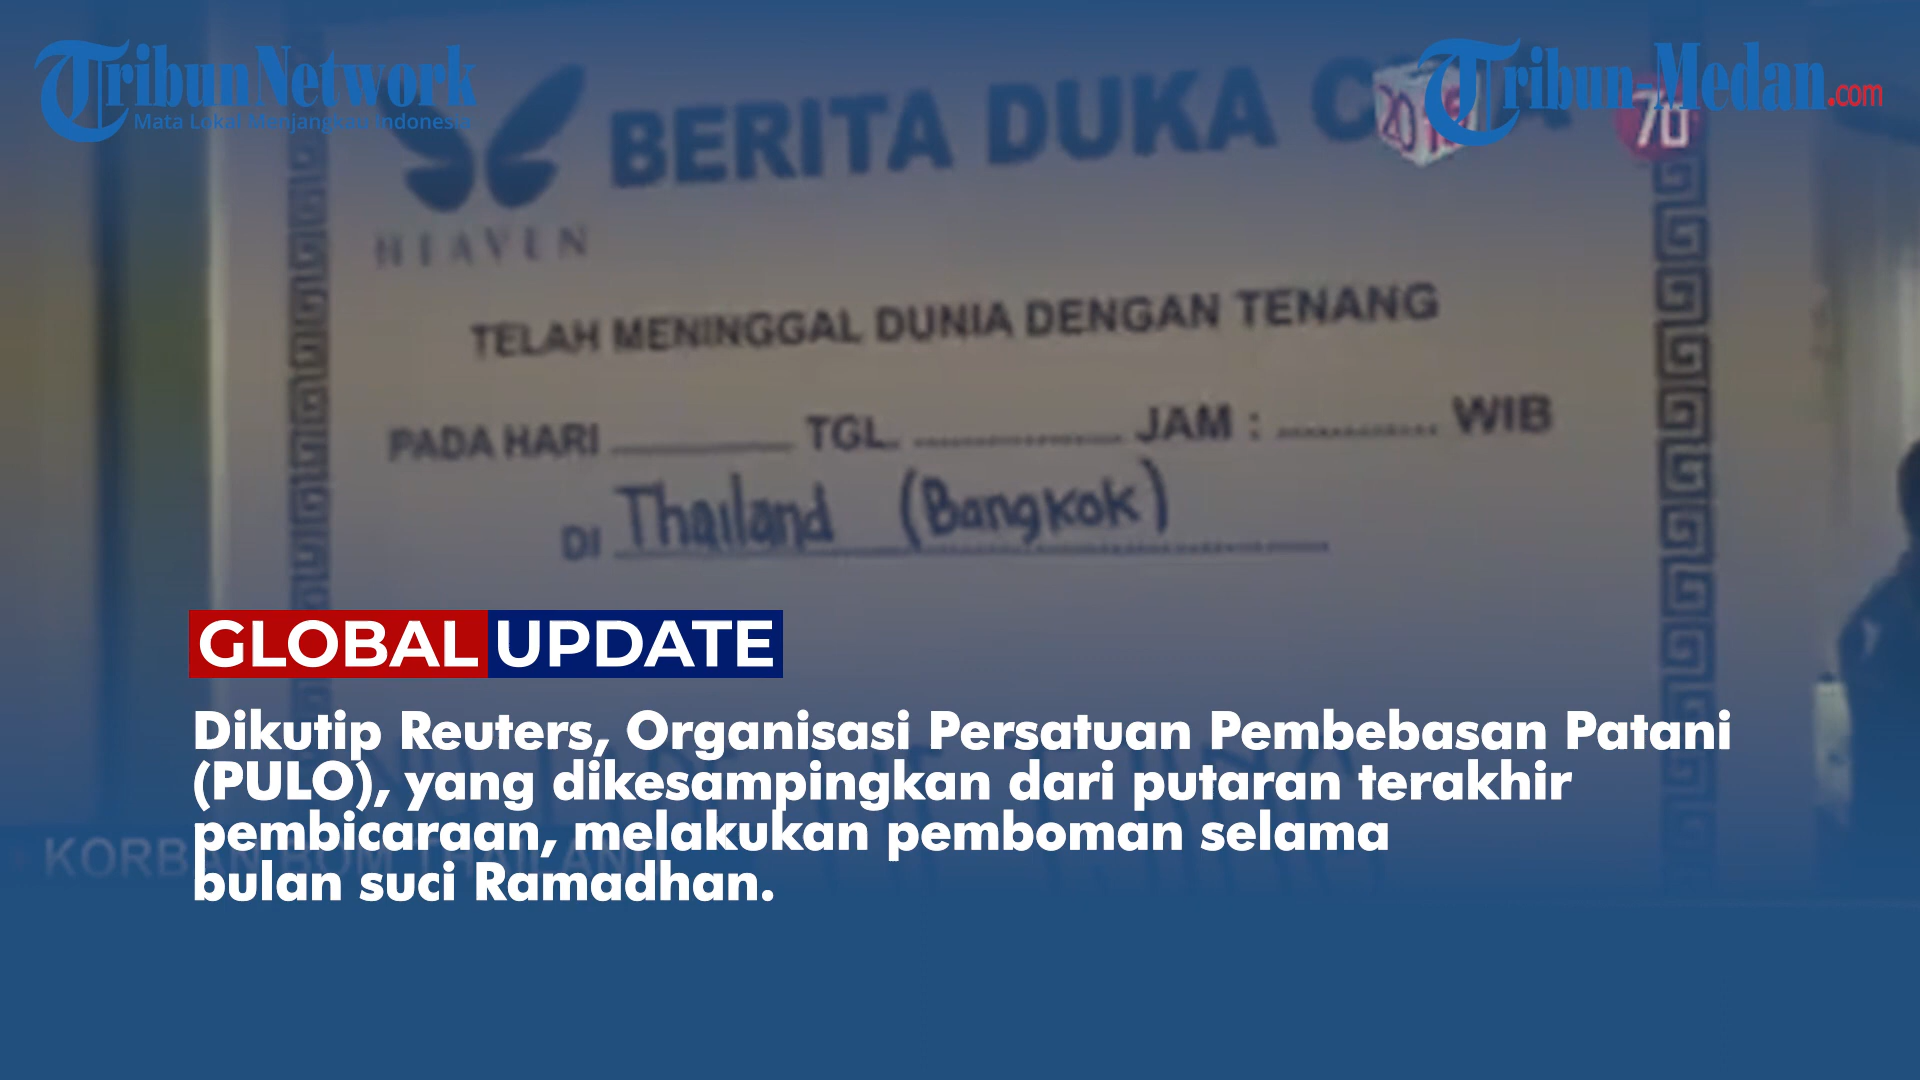 TribunNetwork
Mata Lokal Menjangkau Indonesia
Tribun-Medan.com
BERITA DUKA
HEAVEN
TELAH MENINGGAL DUNIA DENGAN TENANG
PADA HARI TGL. JAM : WIB
DI Thailand (Bangkok)
GLOBAL UPDATE
Dikutip Reuters, Organisasi Persatuan Pembebasan Patani
(PULO), yang dikesampingkan dari putaran terakhir
pembicaraan, melakukan pemboman selama
bulan suci Ramadhan.